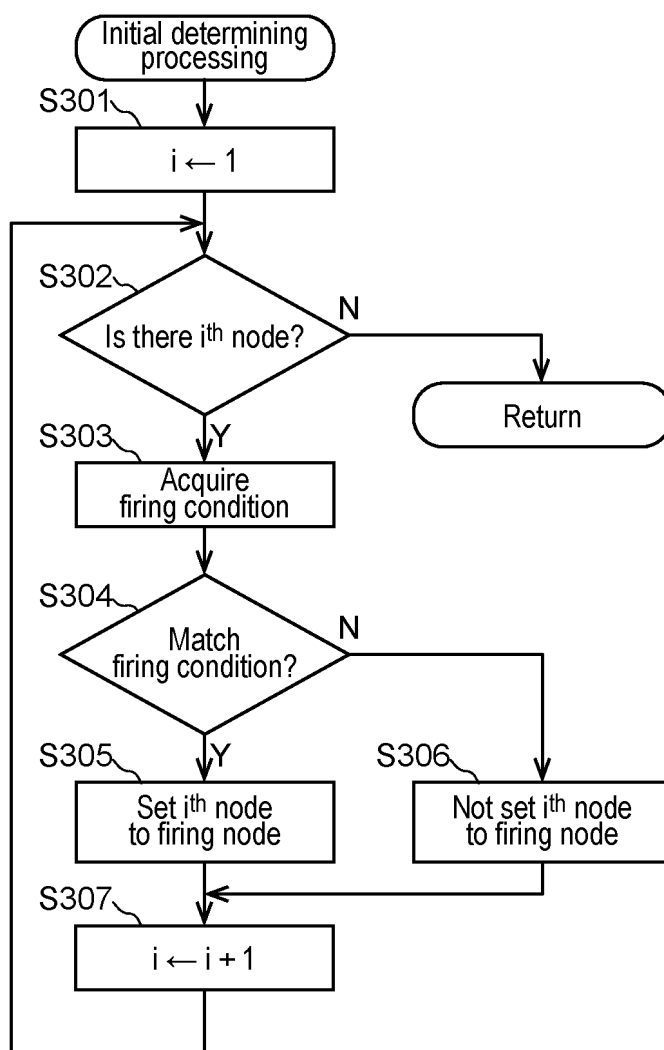 Initial determining
processing
S301
i ← 1
S302
Is there iᵗʰ node?
N
Y
Return
S303
Acquire
firing condition
S304
Match
firing condition?
N
Y
S305
Set iᵗʰ node
to firing node
S306
Not set iᵗʰ node
to firing node
S307
i ← i + 1